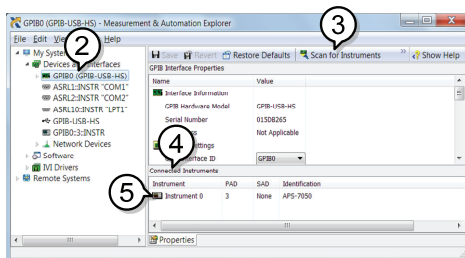 GPIB0 (GPIB-USB-HS) - Measurement & Automation Explorer
File Edit Help
3
2
My System
Devices and Interfaces
GPIB0 (GPIB-USB-HS)
ASRL1::INSTR "COM1"
ASRL2::INSTR "COM2"
ASRL10::INSTR "LPT1"
GPIB-USB-HS
GPIB0::3::INSTR
Network Devices
Software
IVI Drivers
Remote Systems
Save Revert Restore Defaults Scan for Instruments » Show Help
GPIB Interface Properties
Name Value
Interface Information
GPIB Hardware Model GPIB-USB-HS
Serial Number 015DB265
Not Applicable
4
GPIB0
Connected Instruments
Instrument PAD SAD Identification
5
Instrument 0 3 None APS-7050
Properties